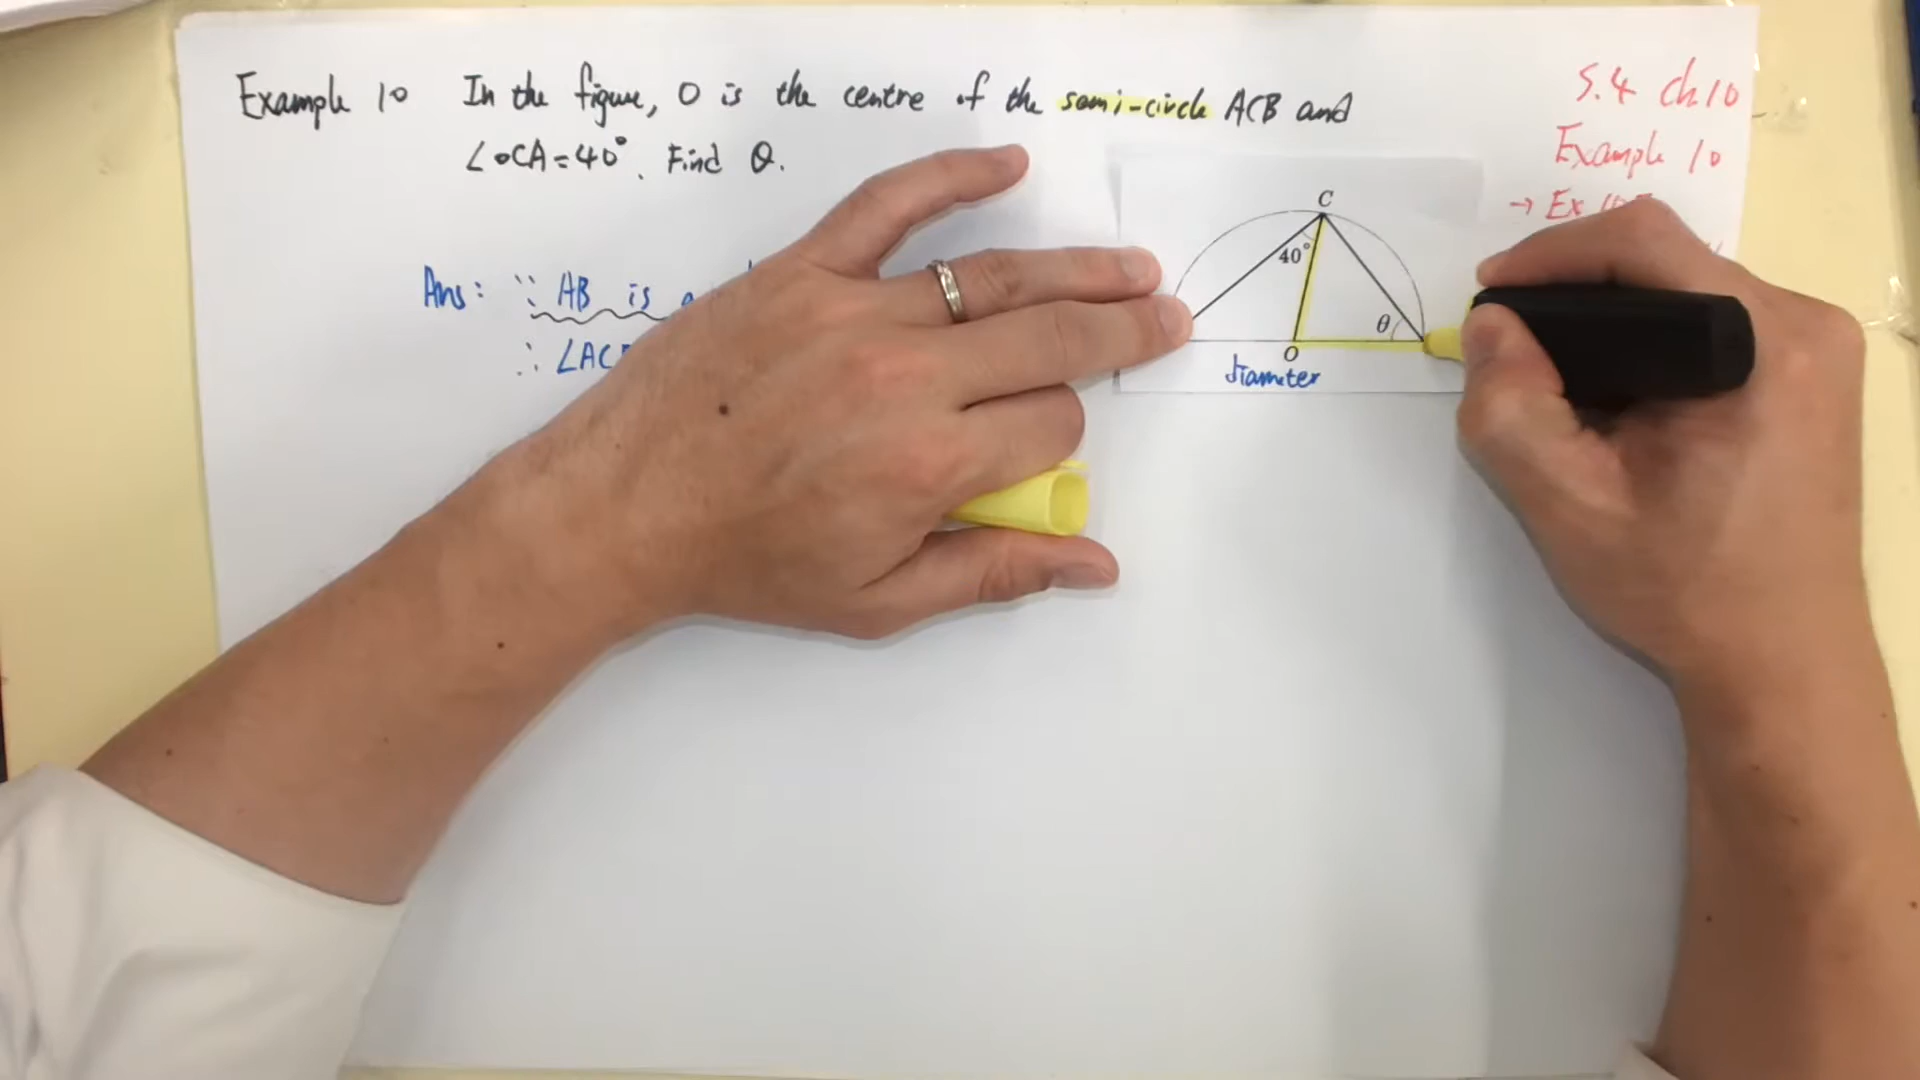 Example 10 In the figure, O is the centre of the semi-circle ACB and
∠OCA=40°. Find θ.
S.4 ch10
Example 10
→ Ex
Ans: ∵ AB is a
∴ ∠AC
C
40°
θ
O
diameter